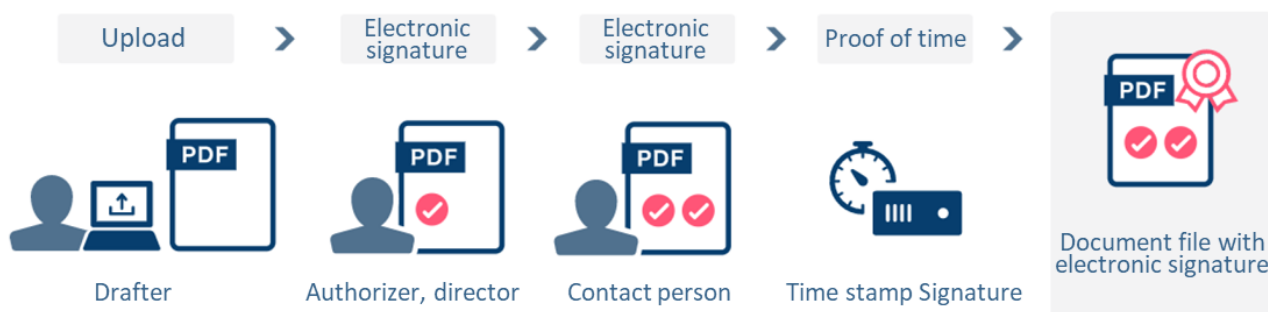 Upload
Electronic
signature
Electronic
signature
Proof of time
PDF
PDF
PDF
PDF
Drafter
Authorizer, director
Contact person
Time stamp Signature
Document file with
electronic signature